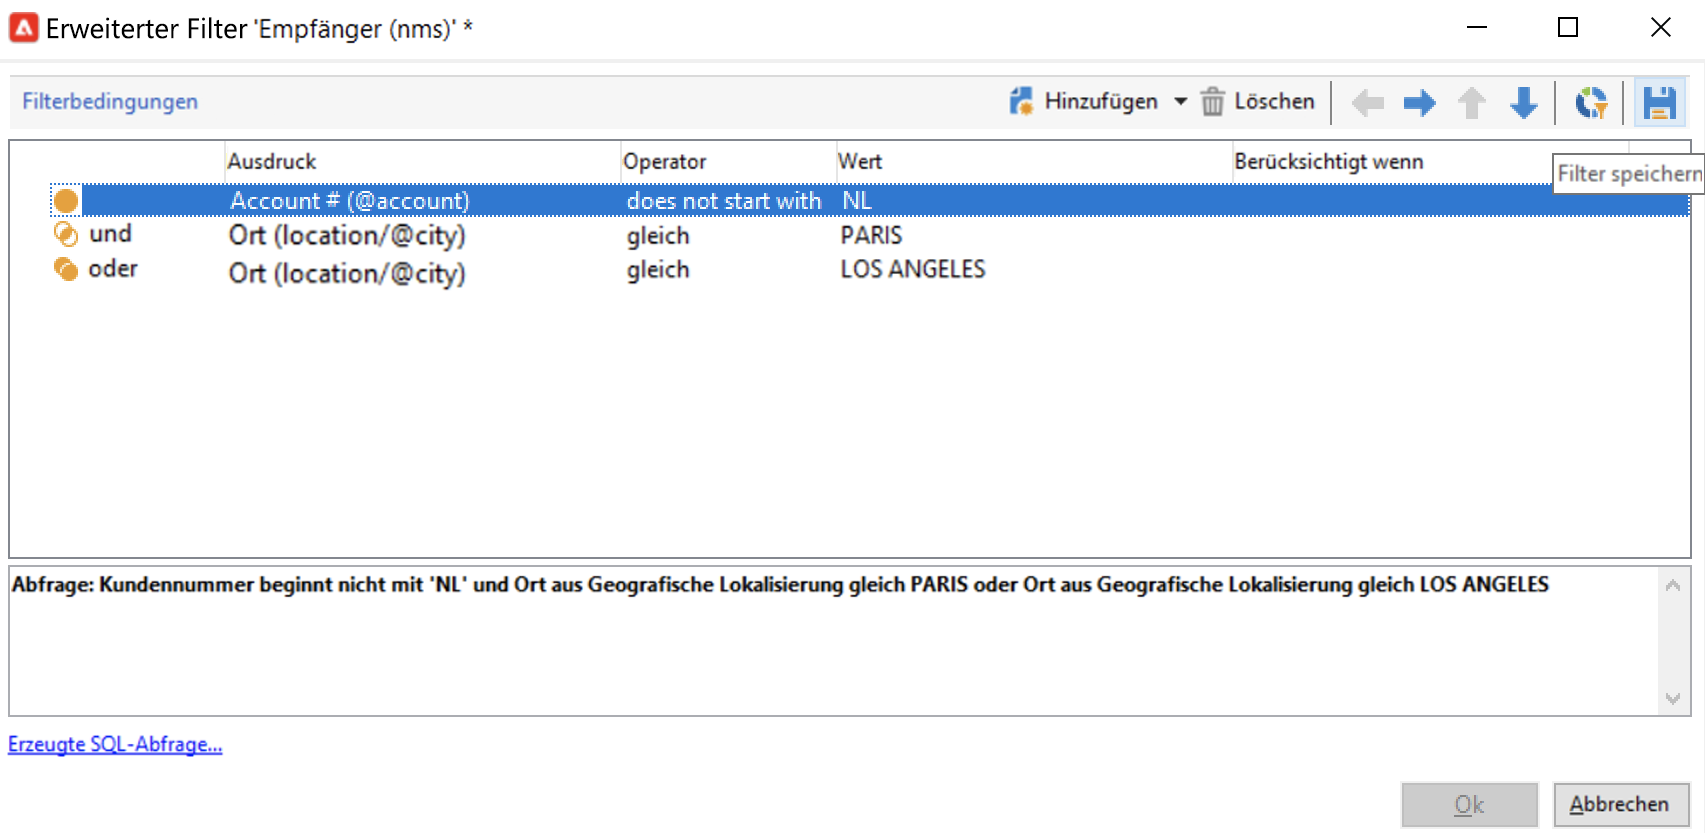 Erweiterter Filter 'Empfänger (nms)' *
Filterbedingungen Hinzufügen Löschen
Ausdruck Operator Wert Berücksichtigt wenn
Filter speichern
Account # (@account) does not start with NL
und Ort (location/@city) gleich PARIS
oder Ort (location/@city) gleich LOS ANGELES
Abfrage: Kundennummer beginnt nicht mit 'NL' und Ort aus Geografische Lokalisierung gleich PARIS oder Ort aus Geografische Lokalisierung gleich LOS ANGELES
Erzeugte SQL-Abfrage...
Ok Abbrechen